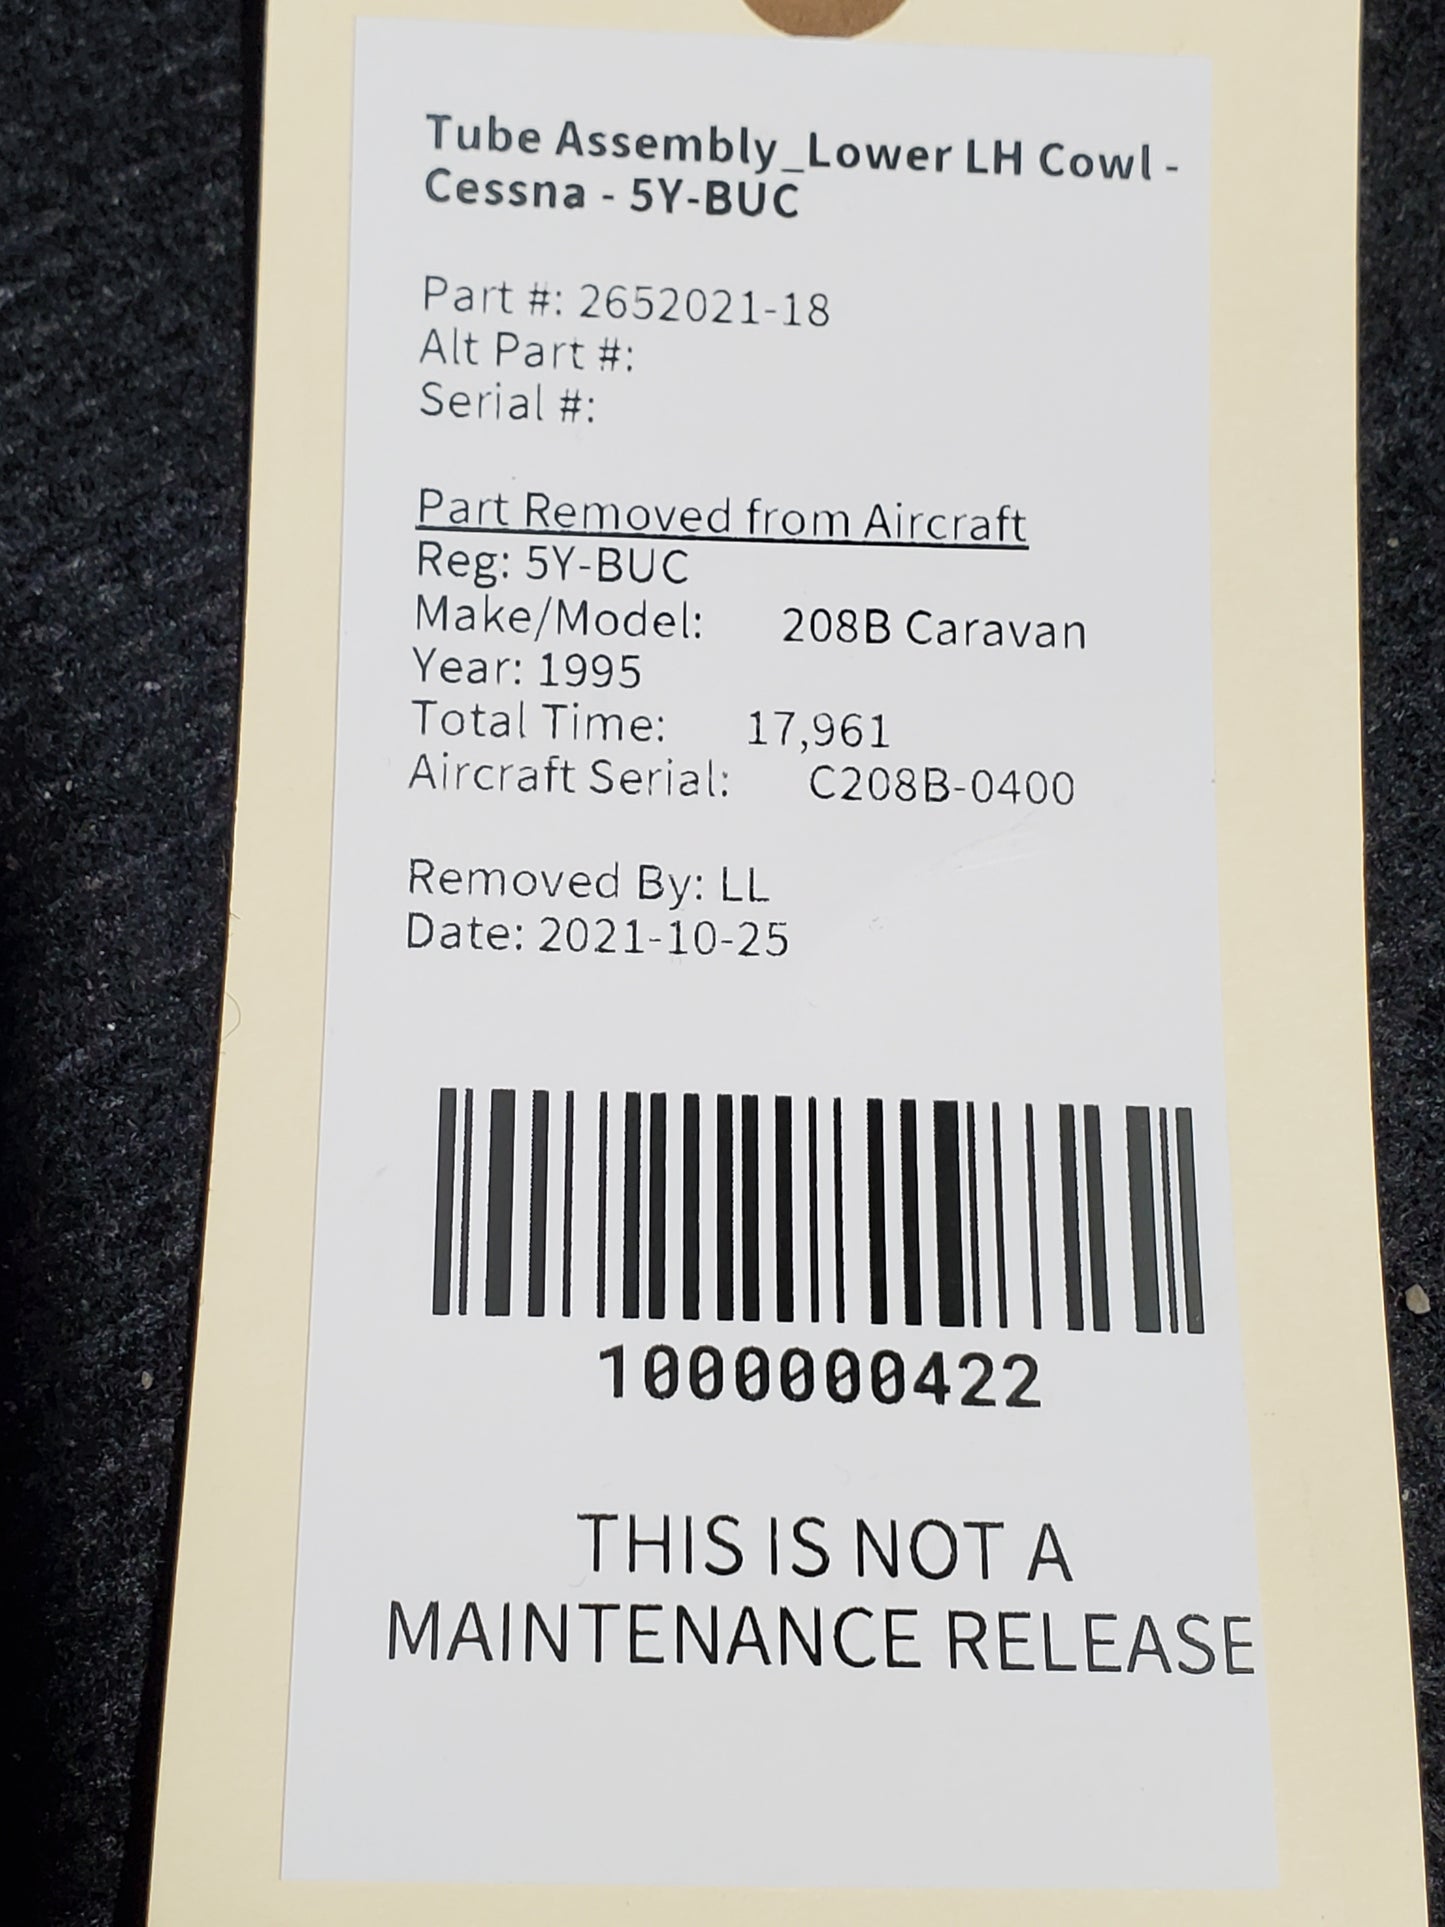 Tube Assembly_Lower LH Cowl -
Cessna - 5Y-BUC
Part #: 2652021-18
Alt Part #:
Serial #:
Part Removed from Aircraft
Reg: 5Y-BUC
Make/Model: 208B Caravan
Year: 1995
Total Time: 17,961
Aircraft Serial: C208B-0400
Removed By: LL
Date: 2021-10-25
1000000422
THIS IS NOT A
MAINTENANCE RELEASE